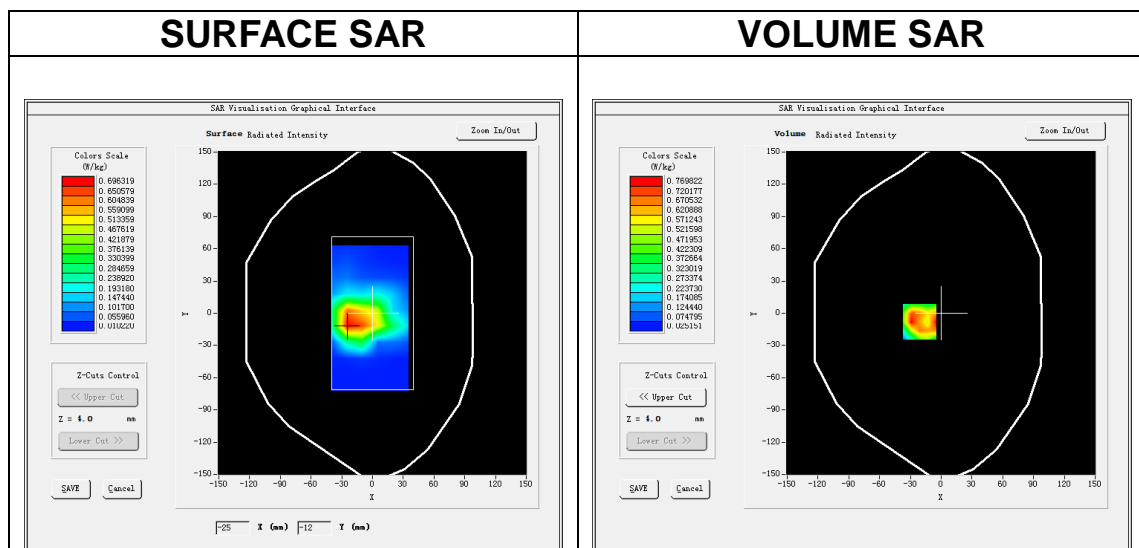 SURFACE SAR
VOLUME SAR
SAR Visualisation Graphical Interface
Surface Radiated Intensity
Zoom In/Out
Colors Scale
(W/kg)
0.696319
0.650579
0.604839
0.559099
0.513359
0.467619
0.421879
0.376139
0.330399
0.284659
0.238920
0.193180
0.147440
0.101700
0.055960
0.010220
Z-Cuts Control
<< Upper Cut
Z = 4.0 mm
Lower Cut >>
SAVE
Cancel
150
120
90
60
30
0
-30
-60
-90
-120
-150
Y
-150 -120 -90 -60 -30 0 30 60 90 120 150
X
-25 X (mm) -12 Y (mm)
SAR Visualisation Graphical Interface
Volume Radiated Intensity
Zoom In/Out
Colors Scale
(W/kg)
0.769822
0.720177
0.670532
0.620888
0.571243
0.521598
0.471953
0.422309
0.372664
0.323019
0.273374
0.223730
0.174085
0.124440
0.074795
0.025151
Z-Cuts Control
<< Upper Cut
Z = 4.0 mm
Lower Cut >>
SAVE
Cancel
150
120
90
60
30
0
-30
-60
-90
-120
-150
Y
-150 -120 -90 -60 -30 0 30 60 90 120 150
X